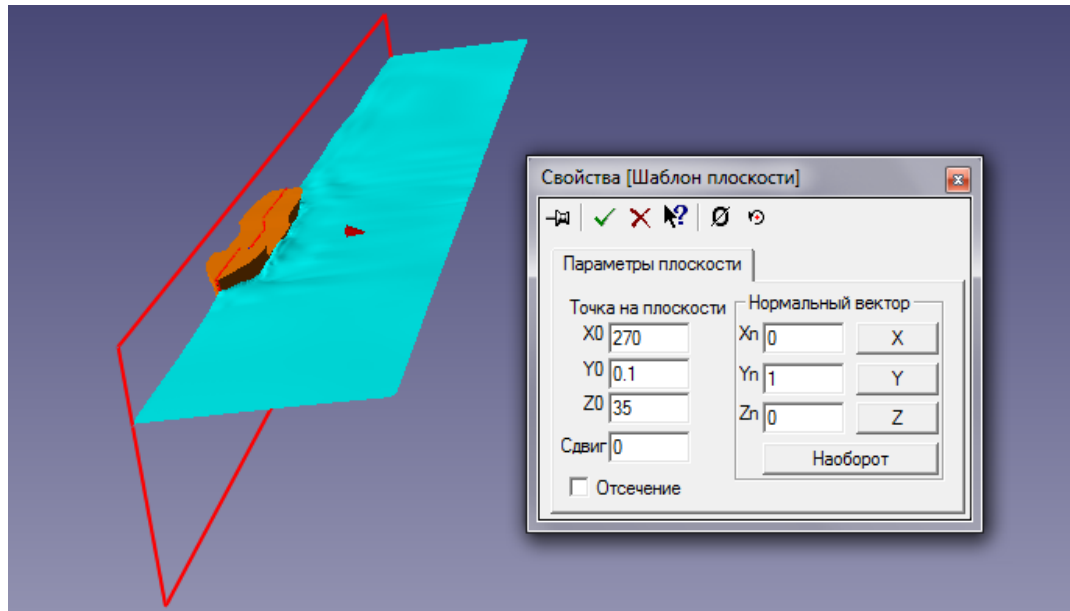 Свойства [Шаблон плоскости]
Параметры плоскости
Точка на плоскости
X0 270
Y0 0.1
Z0 35
Сдвиг 0
Отсечение
Нормальный вектор
Xn 0 X
Yn 1 Y
Zn 0 Z
Наоборот